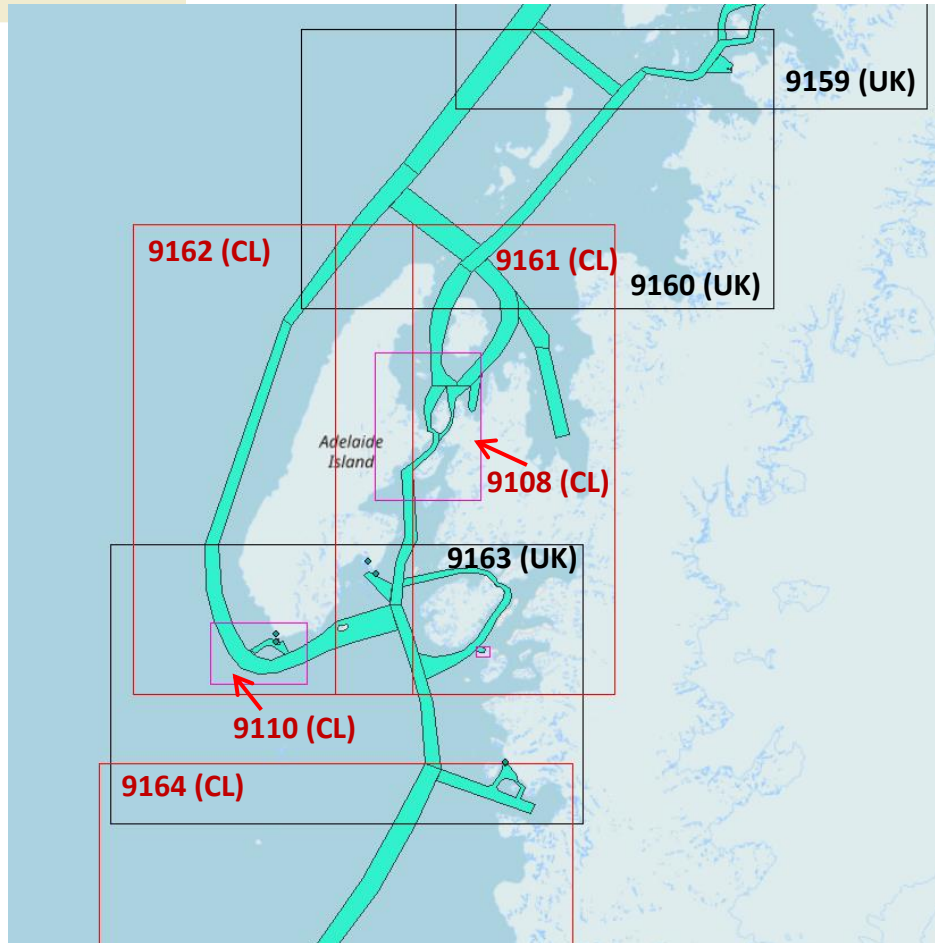 9159 (UK)
9162 (CL)
9161 (CL)
9160 (UK)
Adelaide
Island
9108 (CL)
9163 (UK)
9110 (CL)
9164 (CL)